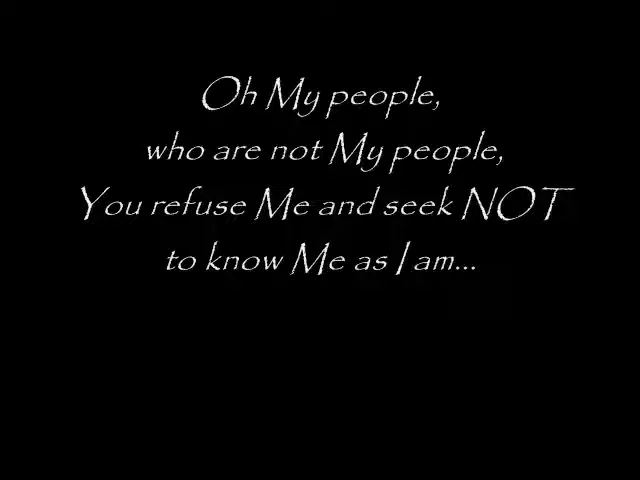 Oh My people,
who are not My people,
You refuse Me and seek NOT
to know Me as I am...